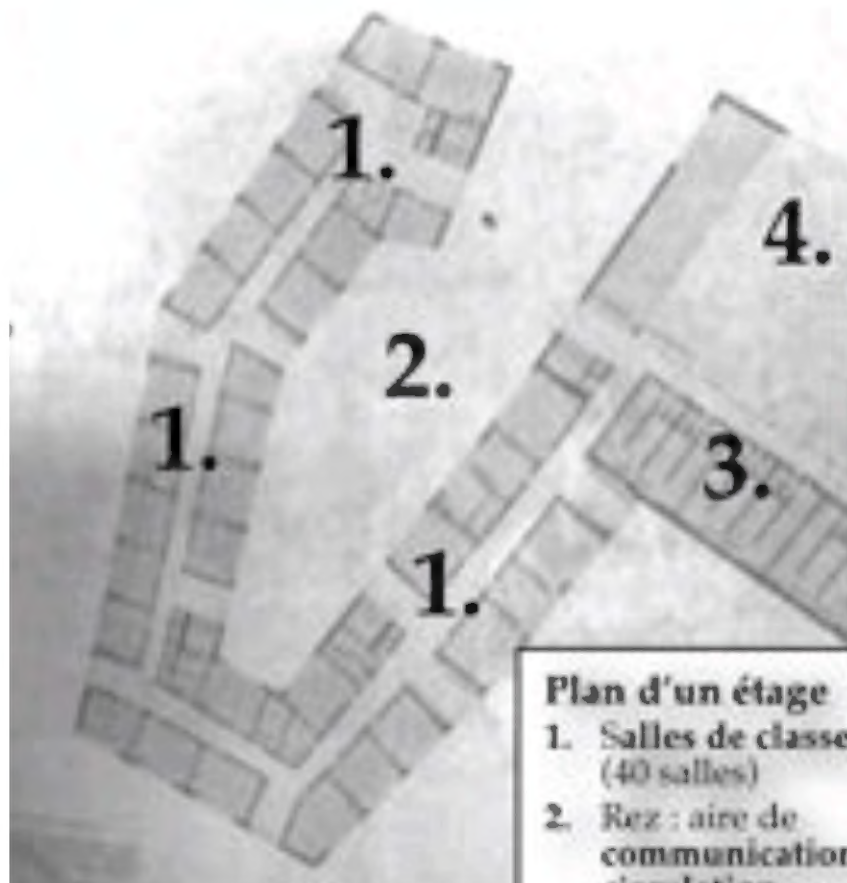 1.
4.
2.
1.
3.
1.
Plan d'un étage
1. Salles de classe
(40 salles)
2. Rez : aire de
communication
circulation